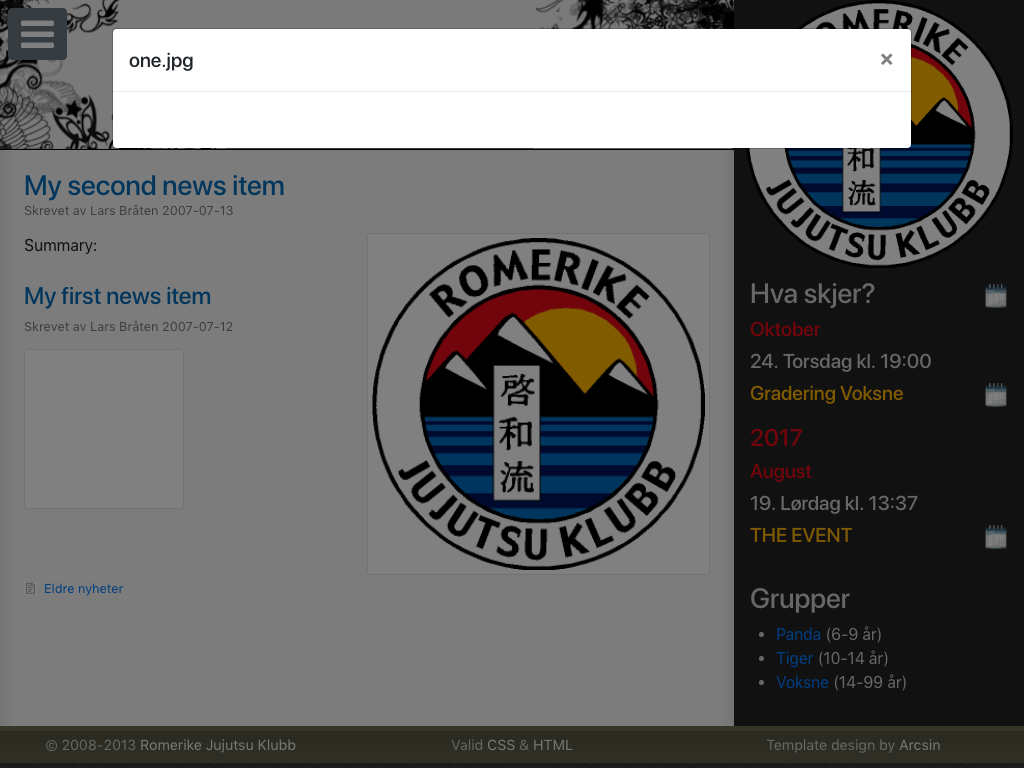 one.jpg
×
ROMERIKE
和
流
JUJUTSU KLUBB
My second news item
Skrevet av Lars Bråten 2007-07-13
Summary:
My first news item
Skrevet av Lars Bråten 2007-07-12
ROMERIKE
啓
和
流
JUJUTSU KLUBB
Eldre nyheter
Hva skjer?
Oktober
24. Torsdag kl. 19:00
Gradering Voksne
2017
August
19. Lørdag kl. 13:37
THE EVENT
Grupper
• Panda (6-9 år)
• Tiger (10-14 år)
• Voksne (14-99 år)
© 2008-2013 Romerike Jujutsu Klubb
Valid CSS & HTML
Template design by Arcsin